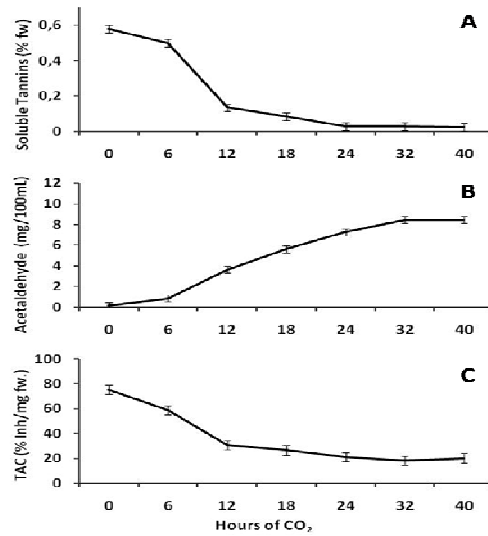 A
Soluble Tannins (% fw)
0,6
0,4
0,2
0
0 6 12 18 24 32 40
B
Acetaldehyde (mg/100mL)
12
10
8
6
4
2
0
0 6 12 18 24 32 40
C
TAC (% Inh/mg fw.)
100
80
60
40
20
0
0 6 12 18 24 32 40
Hours of CO₂